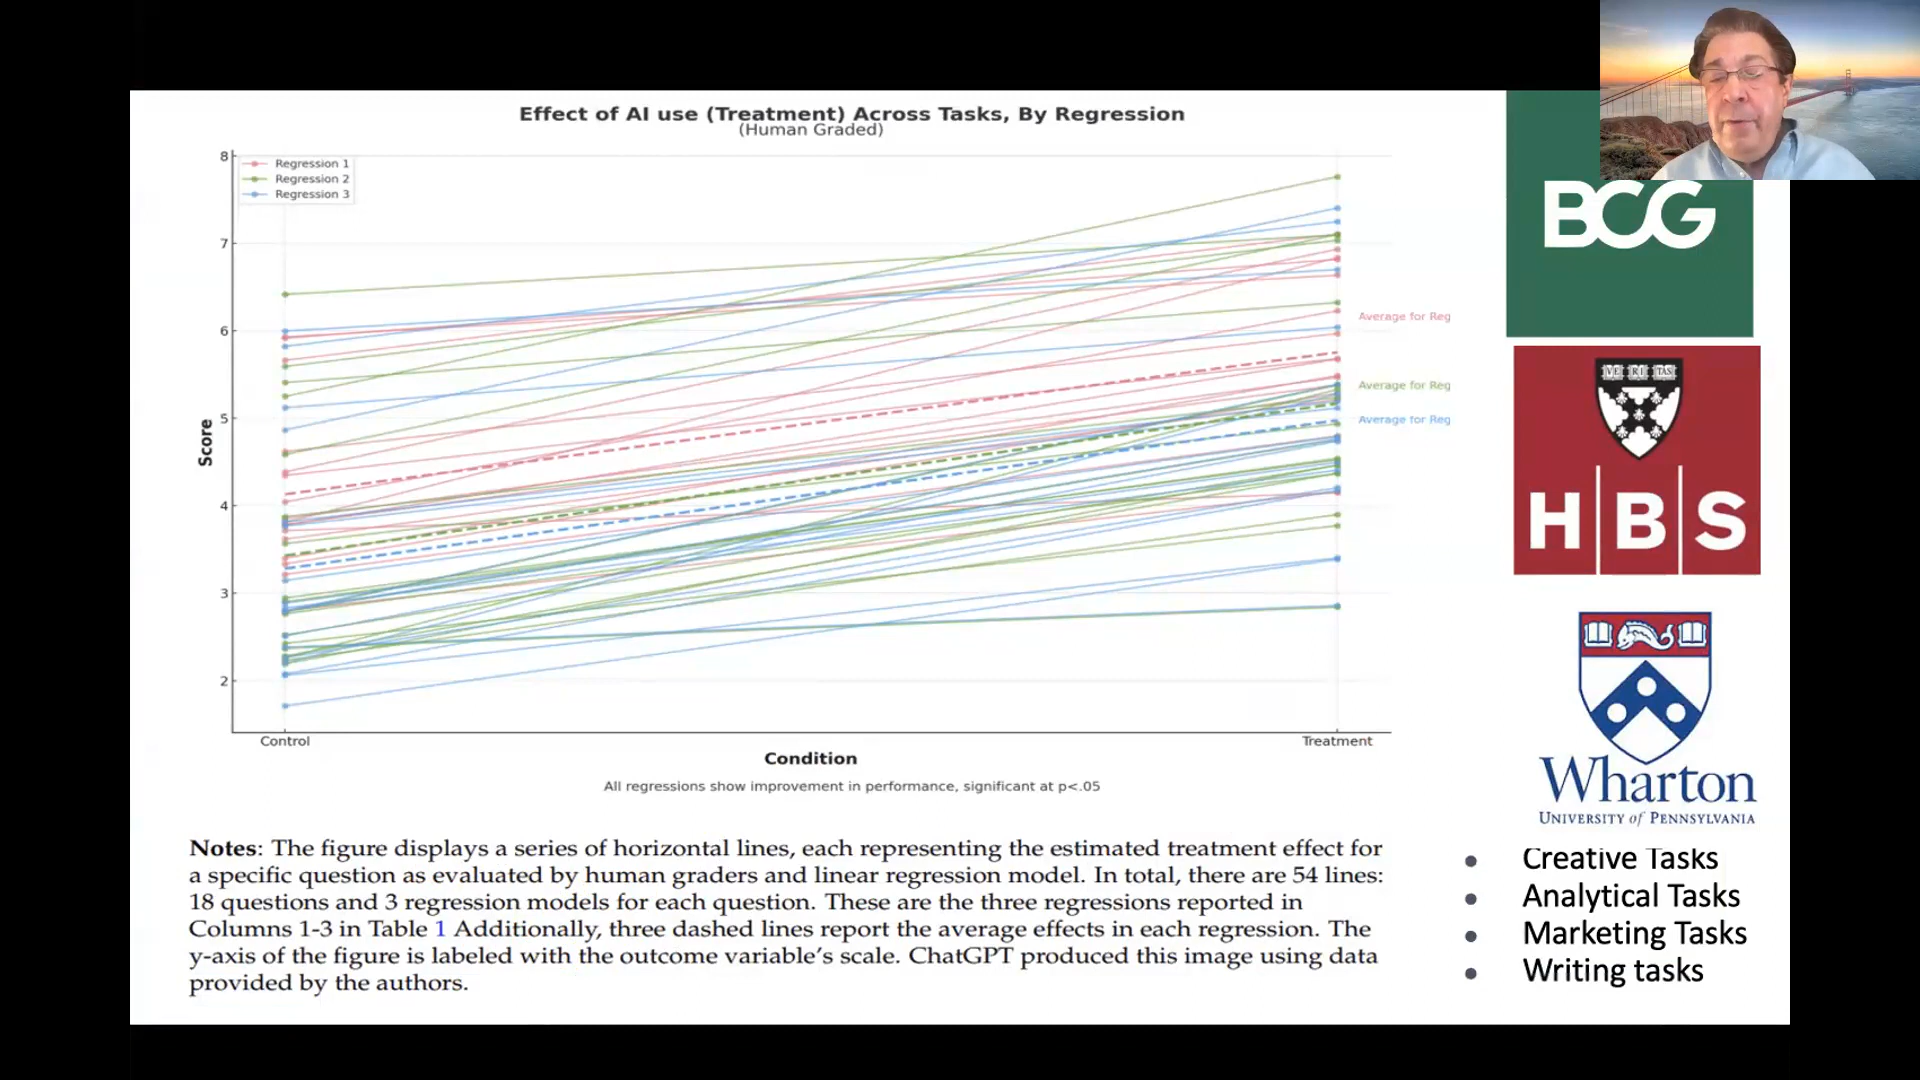 Effect of AI use (Treatment) Across Tasks, By Regression
(Human Graded)
Regression 1
Regression 2
Regression 3
8
7
6
5
4
3
2
Score
Average for Reg
Average for Reg
Average for Reg
Control
Treatment
Condition
All regressions show improvement in performance, significant at p<.05
Notes: The figure displays a series of horizontal lines, each representing the estimated treatment effect for
a specific question as evaluated by human graders and linear regression model. In total, there are 54 lines:
18 questions and 3 regression models for each question. These are the three regressions reported in
Columns 1-3 in Table 1 Additionally, three dashed lines report the average effects in each regression. The
y-axis of the figure is labeled with the outcome variable's scale. ChatGPT produced this image using data
provided by the authors.
BCG
VE RI TAS
HBS
Wharton
UNIVERSITY of PENNSYLVANIA
• Creative Tasks
• Analytical Tasks
• Marketing Tasks
• Writing tasks